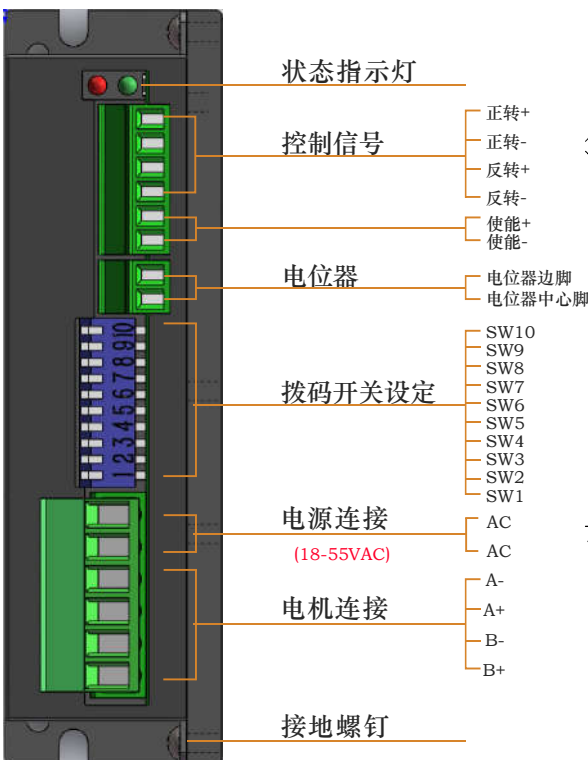 状态指示灯
控制信号
正转+
正转-
反转+
反转-
使能+
使能-
电位器
电位器边脚
电位器中心脚
10
9
8
7
6
5
4
3
2
1
拨码开关设定
SW10
SW9
SW8
SW7
SW6
SW5
SW4
SW3
SW2
SW1
电源连接
(18-55VAC)
AC
AC
电机连接
A-
A+
B-
B+
接地螺钉